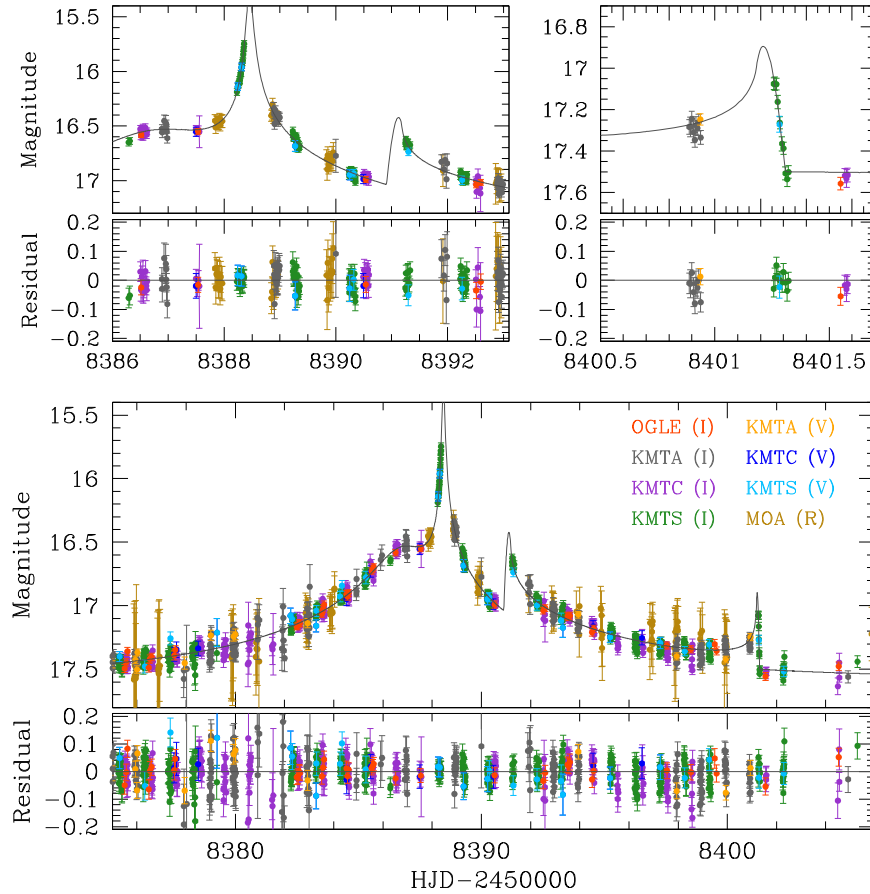 15.5
16
16.5
17
Magnitude
16.8
17
17.2
17.4
17.6
Magnitude
0.2
0.1
0
−0.1
−0.2
Residual
8386
8388
8390
8392
0.2
0.1
0
−0.1
−0.2
Residual
8400.5
8401
8401.5
15.5
16
16.5
17
17.5
Magnitude
OGLE (I)
KMTA (V)
KMTA (I)
KMTC (V)
KMTC (I)
KMTS (V)
KMTS (I)
MOA (R)
0.2
0.1
0
−0.1
−0.2
Residual
8380
8390
8400
HJD−2450000